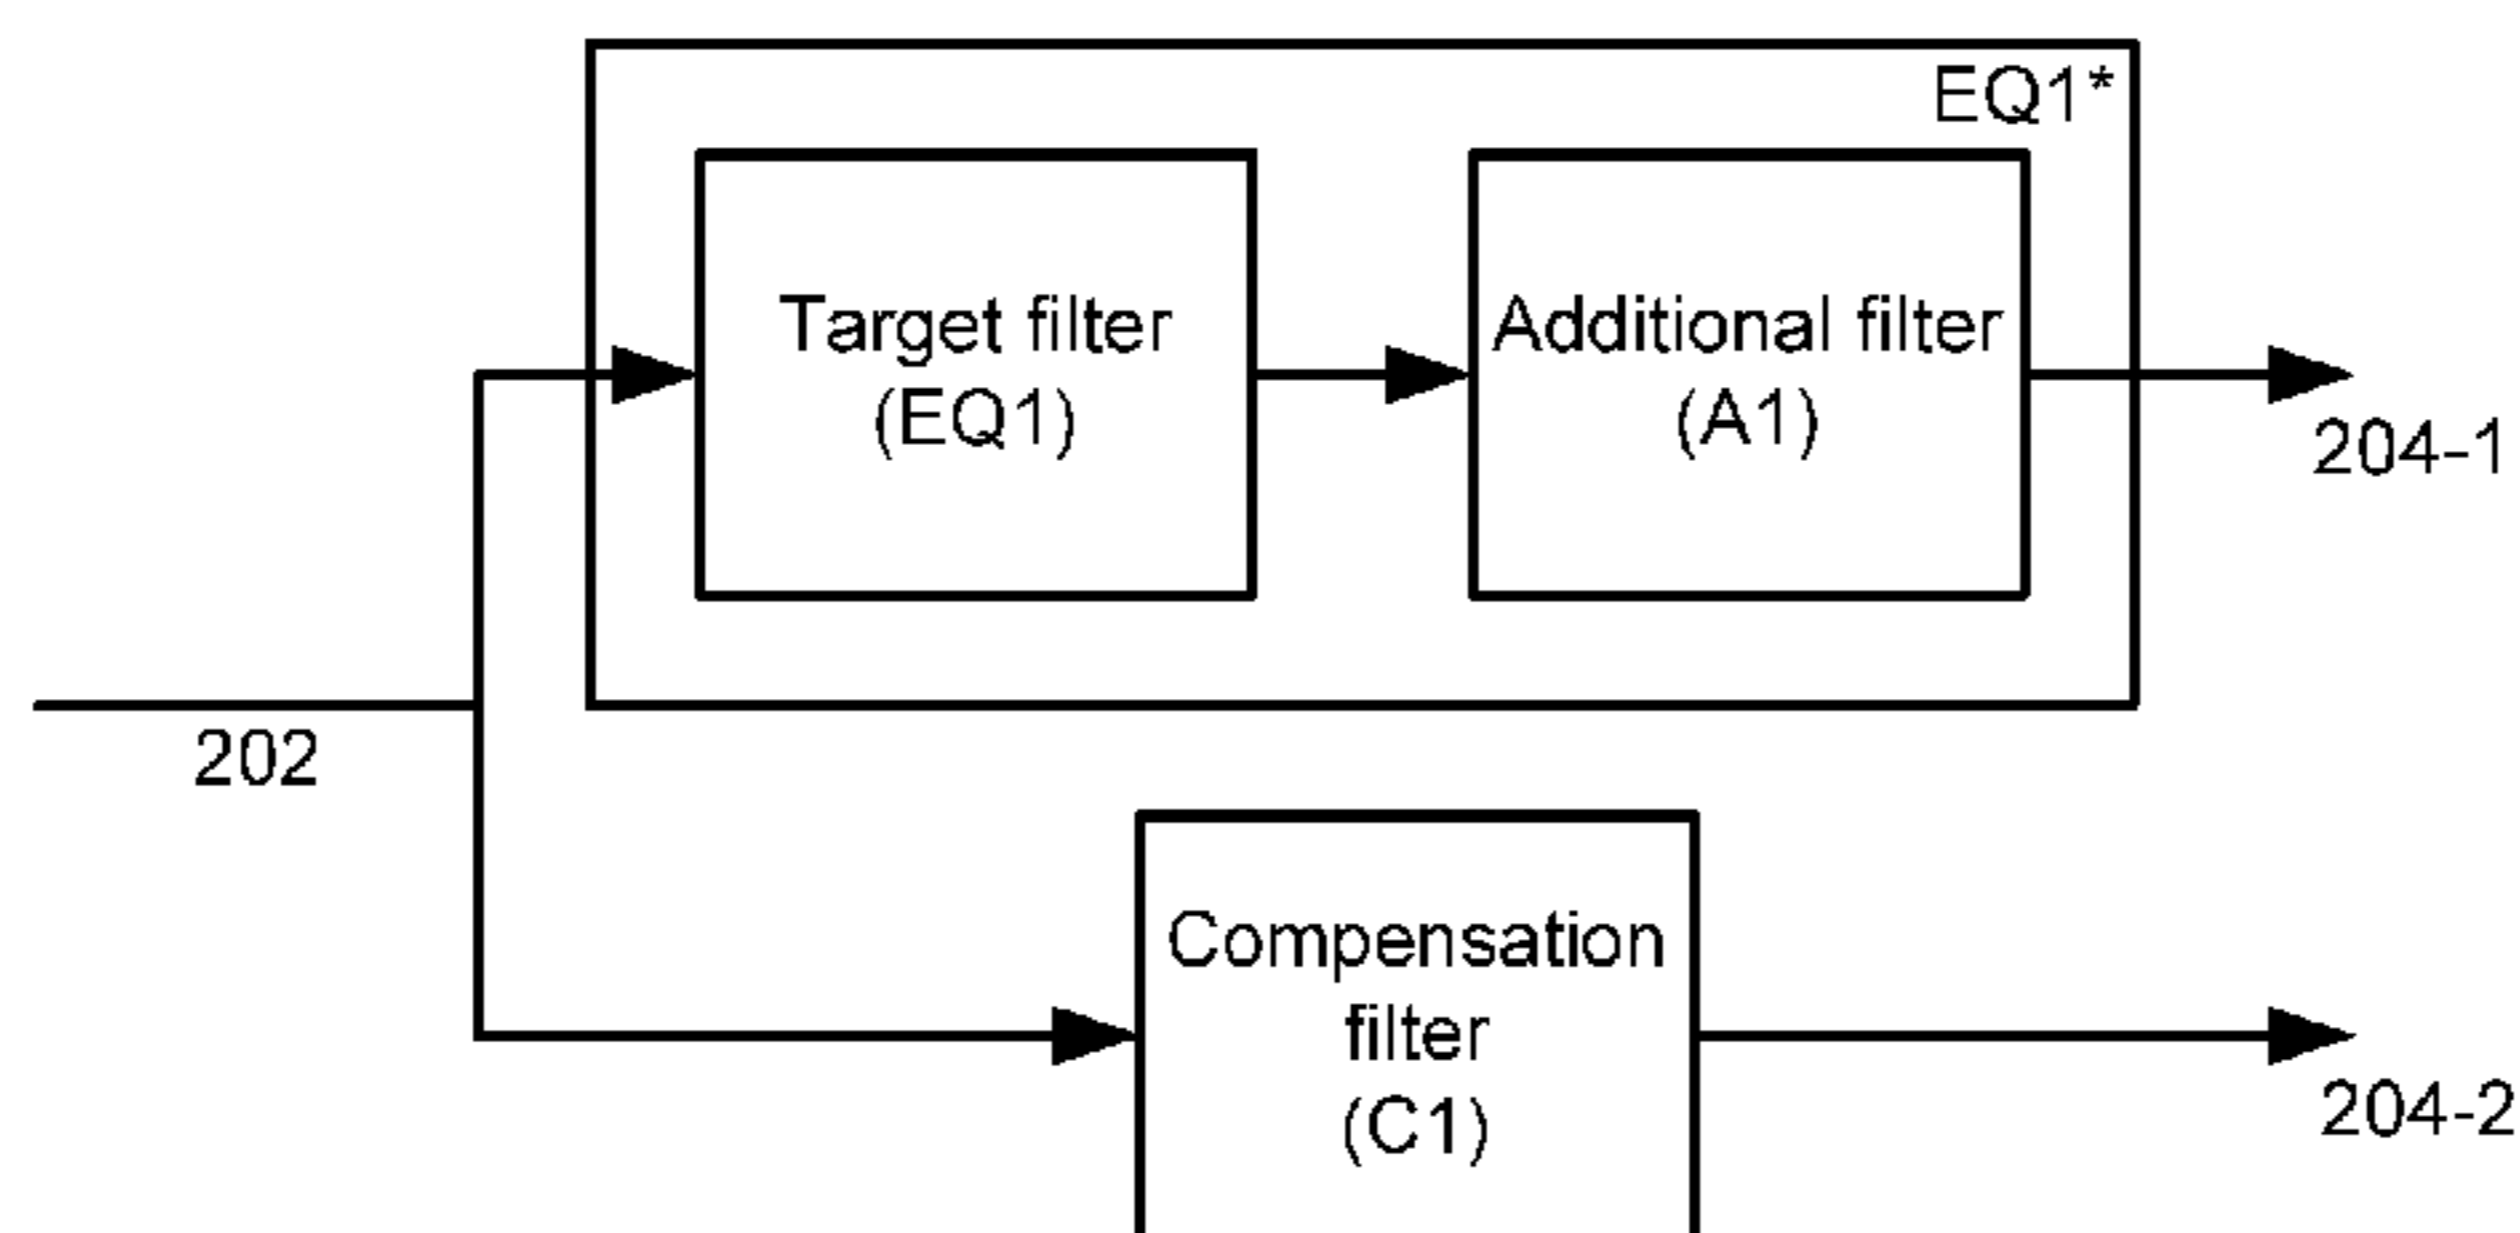 EQ1*
Target filter
(EQ1)
Additional filter
(A1)
204-1
202
Compensation
filter
(C1)
204-2